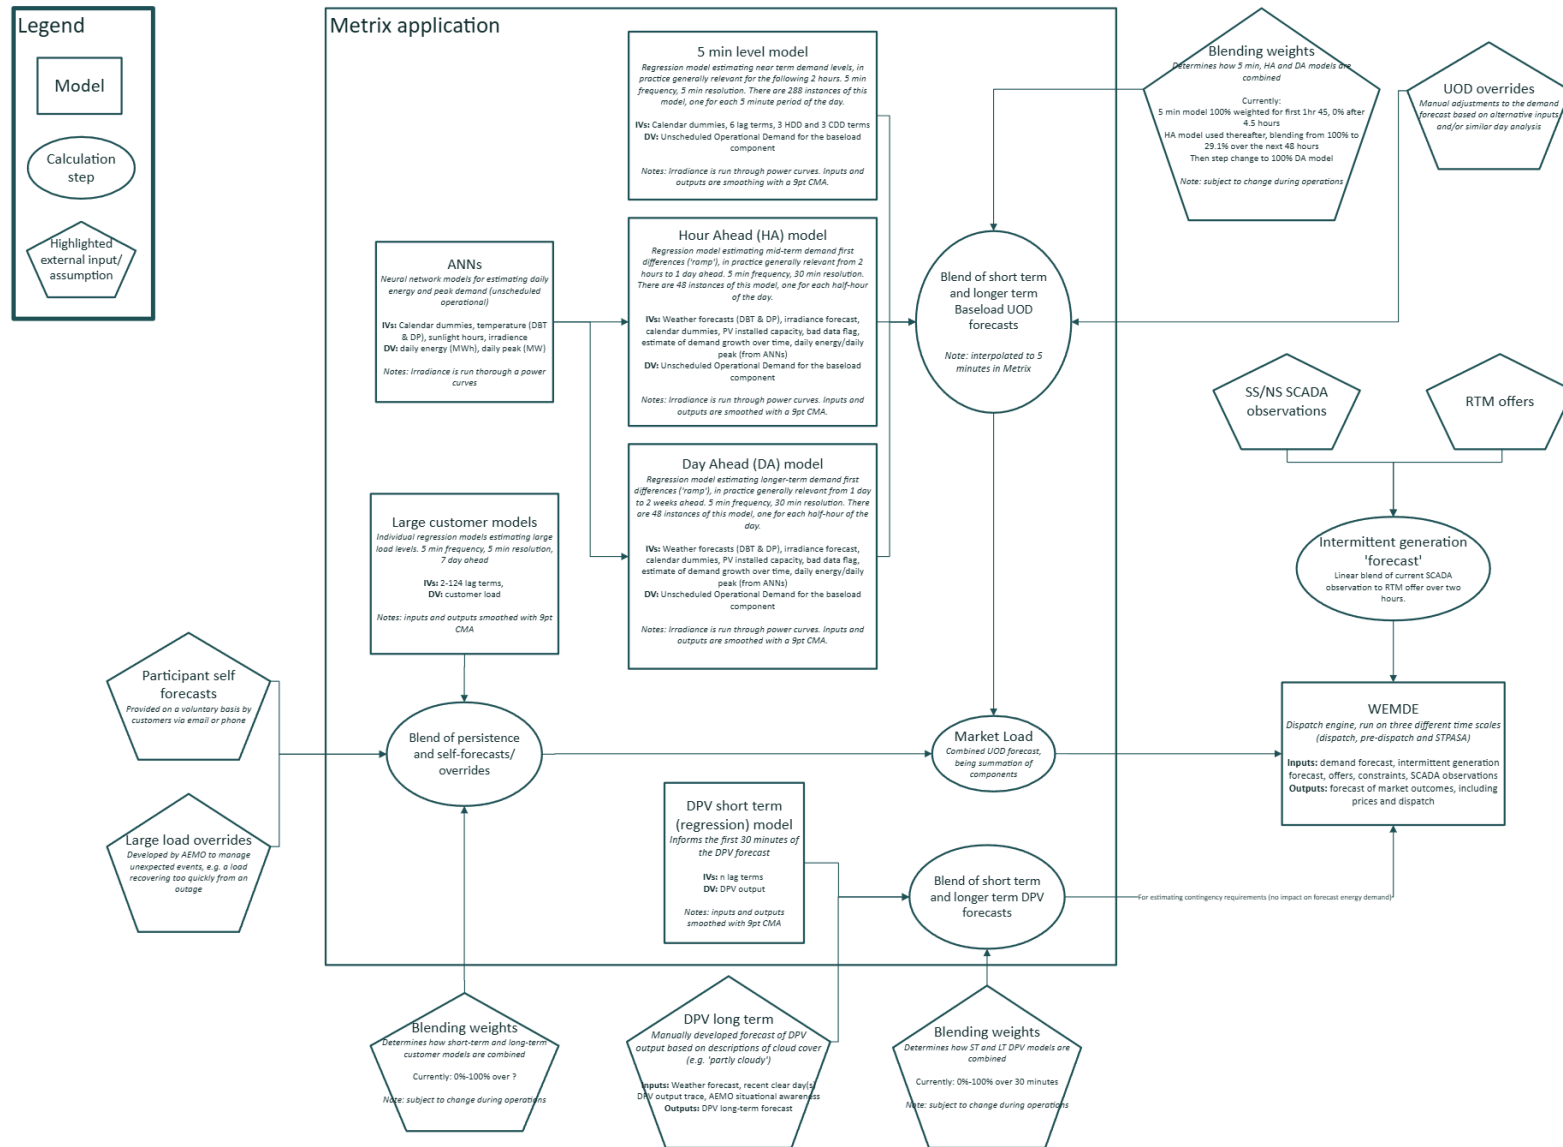 Legend
Model
Calculation
step
Highlighted
external input/
assumption
Metrix application
5 min level model
Regression model estimating near term demand levels, in
practice generally relevant for the following 2 hours. 5 min
frequency, 5 min resolution. There are 288 instances of this
model, one for each 5 minute period of the day.
IVs: Calendar dummies, 6 lag terms, 3 HDD and 3 CDD terms
DV: Unscheduled Operational Demand for the baseload
component
Notes: Irradiance is run through power curves. Inputs and
outputs are smoothing with a 9pt CMA.
Hour Ahead (HA) model
Regression model estimating mid-term demand first
differences ('ramp'), in practice generally relevant from 2
hours to 1 day ahead. 5 min frequency, 30 min resolution.
There are 48 instances of this model, one for each half-hour
of the day.
IVs: Weather forecasts (DBT & DP), irradiance forecast,
calendar dummies, PV installed capacity, bad data flag,
estimate of demand growth over time, daily energy/daily
peak (from ANNs)
DV: Unscheduled Operational Demand for the baseload
component
Notes: Irradiance is run through power curves. Inputs and
outputs are smoothed with a 9pt CMA.
Day Ahead (DA) model
Regression model estimating longer-term demand first
differences ('ramp'), in practice generally relevant from 1 day
to 2 weeks ahead. 5 min frequency, 30 min resolution. There
are 48 instances of this model, one for each half-hour of the
day.
IVs: Weather forecasts (DBT & DP), irradiance forecast,
calendar dummies, PV installed capacity, bad data flag,
estimate of demand growth over time, daily energy/daily
peak (from ANNs)
DV: Unscheduled Operational Demand for the baseload
component
Notes: Irradiance is run through power curves. Inputs and
outputs are smoothed with a 9pt CMA.
ANNs
Neural network models for estimating daily
energy and peak demand (unscheduled
operational)
IVs: Calendar dummies, temperature (DBT
& DP), sunlight hours, irradience
DV: daily energy (MWh), daily peak (MW)
Notes: Irradiance is run thorough a power
curves
Large customer models
Individual regression models estimating large
load levels. 5 min frequency, 5 min resolution,
7 day ahead
IVs: 2-124 lag terms,
DV: customer load
Notes: inputs and outputs smoothed with 9pt
CMA
Blending weights
Determines how 5 min, HA and DA models are
combined
Currently:
5 min model 100% weighted for first 1hr 45, 0% after
4.5 hours
HA model used thereafter, blending from 100% to
29.1% over the next 48 hours
Then step change to 100% DA model
Note: subject to change during operations
UOD overrides
Manual adjustments to the demand
forecast based on alternative inputs
and/or similar day analysis
Blend of short term
and longer term
Baseload UOD
forecasts
Note: interpolated to 5
minutes in Metrix
SS/NS SCADA
observations
RTM offers
Intermittent generation
'forecast'
Linear blend of current SCADA
observation to RTM offer over two
hours.
Participant self
forecasts
Provided on a voluntary basis by
customers via email or phone
Large load overrides
Developed by AEMO to manage
unexpected events, e.g. a load
recovering too quickly from an
outage
Blend of persistence
and self-forecasts/
overrides
Market Load
Combined UOD forecast,
being summation of
components
WEMDE
Dispatch engine, run on three different time scales
(dispatch, pre-dispatch and STPASA)
Inputs: demand forecast, intermittent generation
forecast, offers, constraints, SCADA observations
Outputs: forecast of market outcomes, including
prices and dispatch
DPV short term
(regression) model
Informs the first 30 minutes of
the DPV forecast
IVs: n lag terms
DV: DPV output
Notes: inputs and outputs
smoothed with 9pt CMA
Blend of short term
and longer term DPV
forecasts
For estimating contingency requirements (no impact on forecast energy demand)
Blending weights
Determines how short-term and long-term
customer models are combined
Currently: 0%-100% over ?
Note: subject to change during operations
DPV long term
Manually developed forecast of DPV
output based on descriptions of cloud cover
(e.g. 'partly cloudy')
Inputs: Weather forecast, recent clear day(s)
DPV output trace, AEMO situational awareness
Outputs: DPV long-term forecast
Blending weights
Determines how ST and LT DPV models are
combined
Currently: 0%-100% over 30 minutes
Note: subject to change during operations